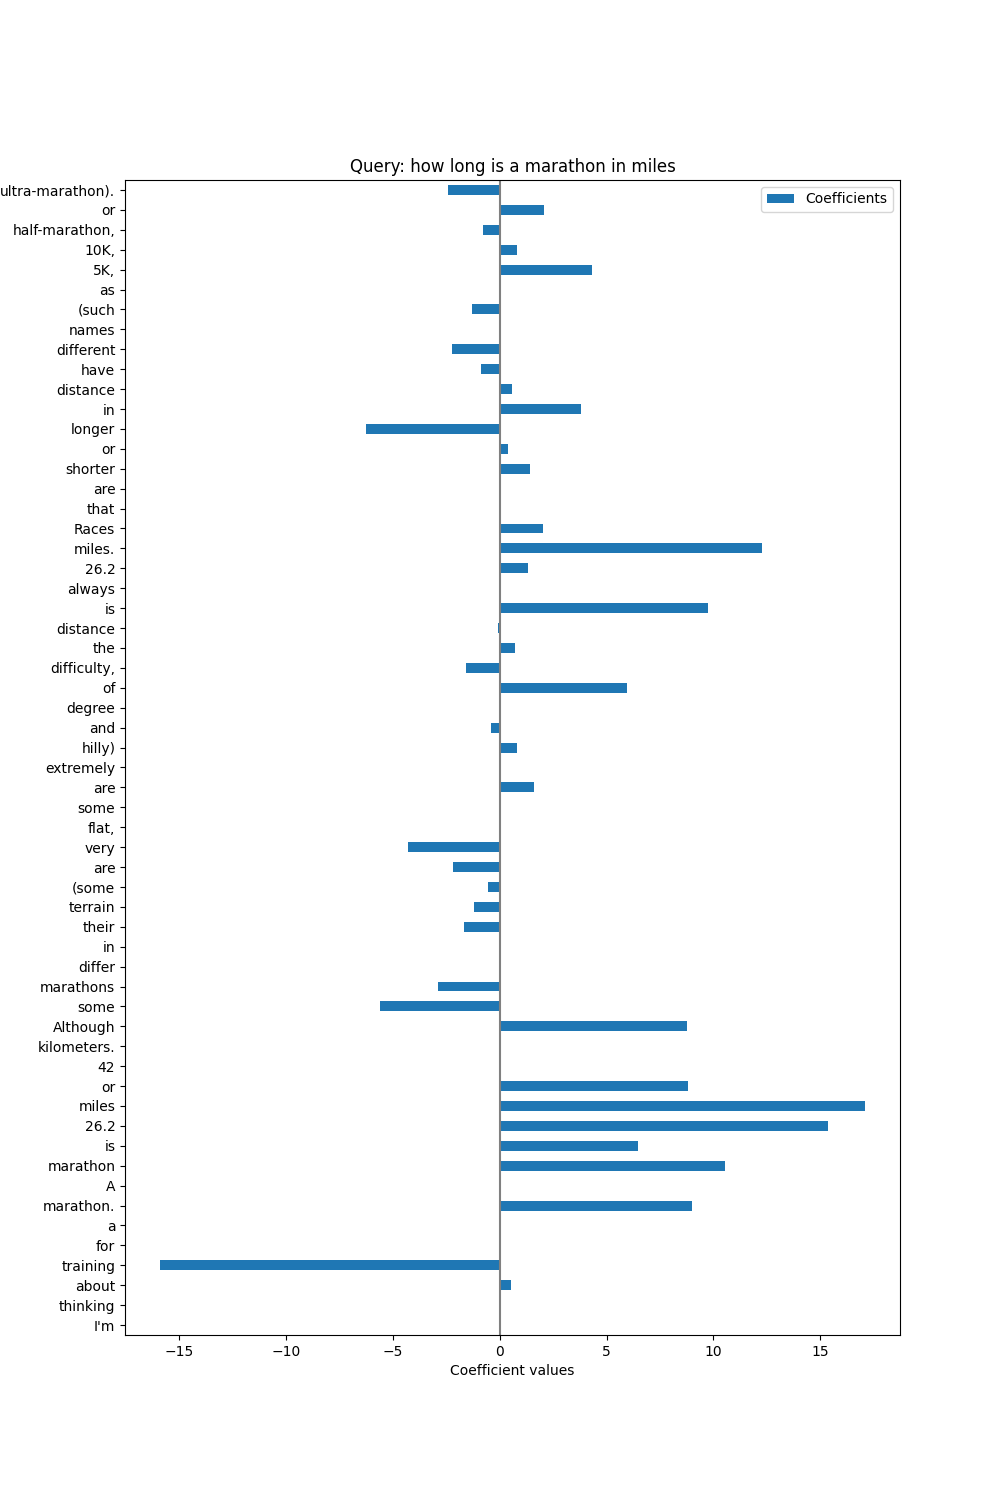 Query: how long is a marathon in miles
Coefficients
ultra-marathon).
or
half-marathon,
10K,
5K,
as
(such
names
different
have
distance
in
longer
or
shorter
are
that
Races
miles.
26.2
always
is
distance
the
difficulty,
of
degree
and
hilly)
extremely
are
some
flat,
very
are
(some
terrain
their
in
differ
marathons
some
Although
kilometers.
42
or
miles
26.2
is
marathon
A
marathon.
a
for
training
about
thinking
I'm
−15 −10 −5 0 5 10 15
Coefficient values